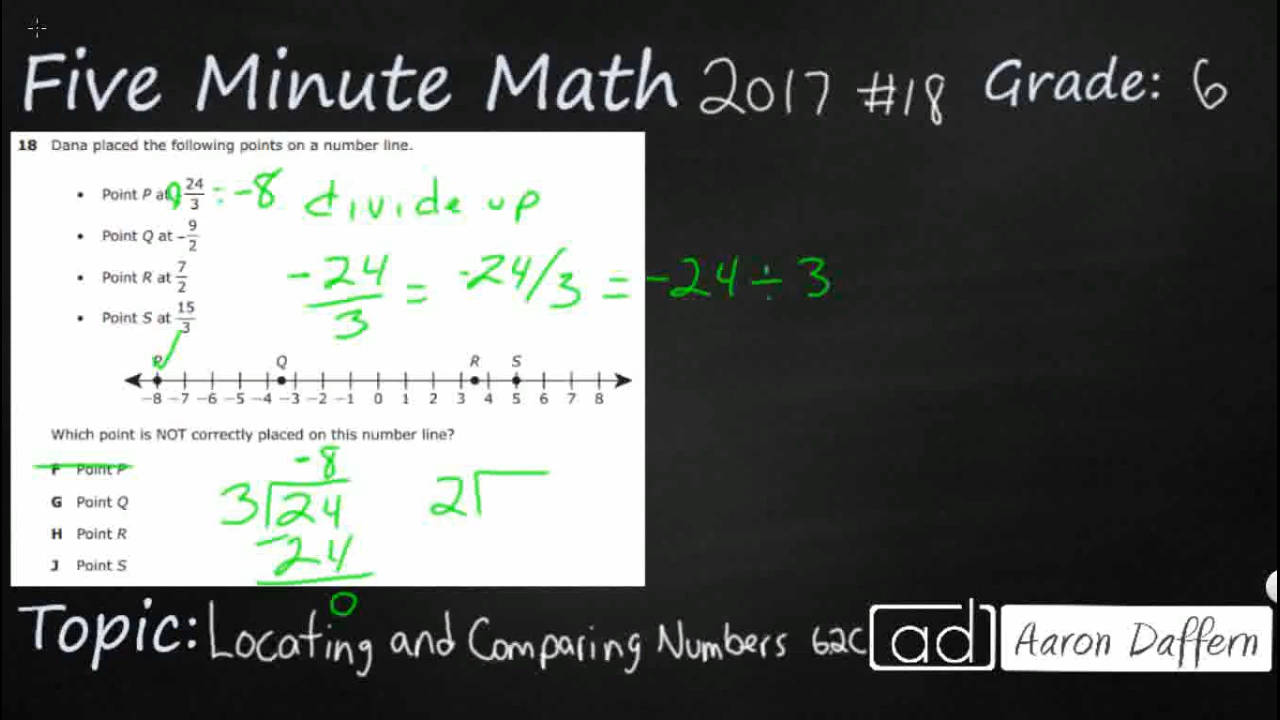 Five Minute Math 2017 #18 Grade: 6
18 Dana placed the following points on a number line.
• Point P at 24/3 = -8 divide up
• Point Q at -9/2
• Point R at 7/2
• Point S at 15/3
-24/3 = -24/3 = -24 ÷ 3
P Q R S
-8 -7 -6 -5 -4 -3 -2 -1 0 1 2 3 4 5 6 7 8
Which point is NOT correctly placed on this number line?
F Point P
G Point Q
H Point R
J Point S
-8
3 24
-24
0
2
Topic: Locating and Comparing Numbers 6.2C ad Aaron Daffern